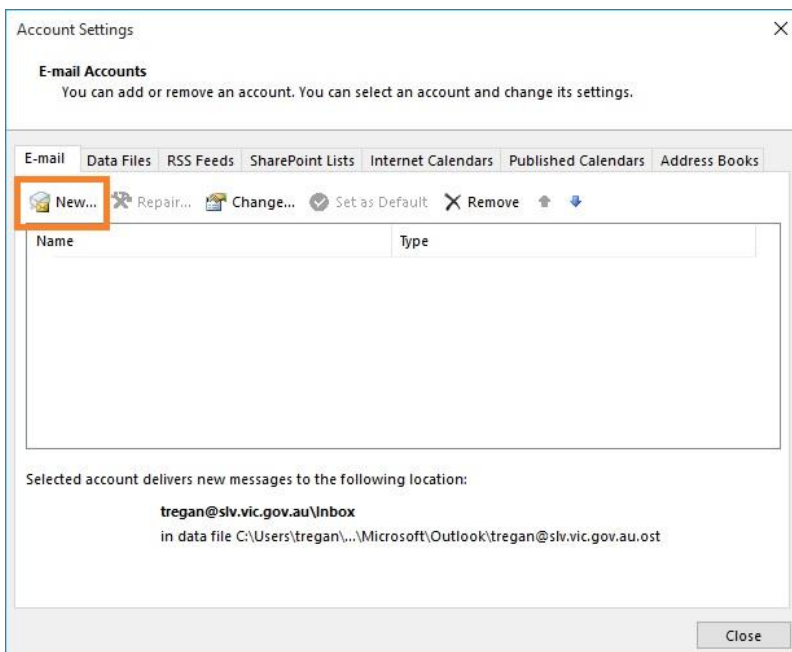 Account Settings
E-mail Accounts
You can add or remove an account. You can select an account and change its settings.
E-mail Data Files RSS Feeds SharePoint Lists Internet Calendars Published Calendars Address Books
New... Repair... Change... Set as Default Remove
Name Type
Selected account delivers new messages to the following location:
tregan@slv.vic.gov.au\Inbox
in data file C:\Users\tregan\...\Microsoft\Outlook\tregan@slv.vic.gov.au.ost
Close